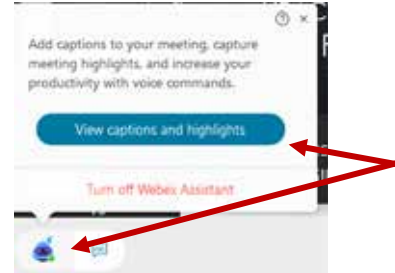 Add captions to your meeting, capture
meeting highlights, and increase your
productivity with voice commands.
View captions and highlights
Turn off Webex Assistant